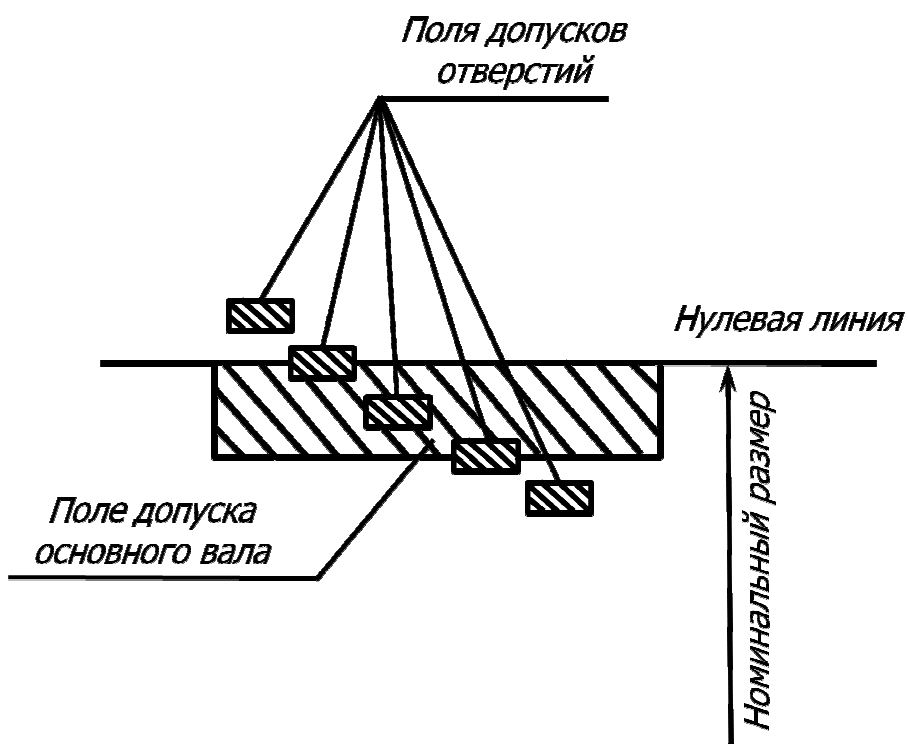 Поля допусков
отверстий
Нулевая линия
Номинальный размер
Поле допуска
основного вала